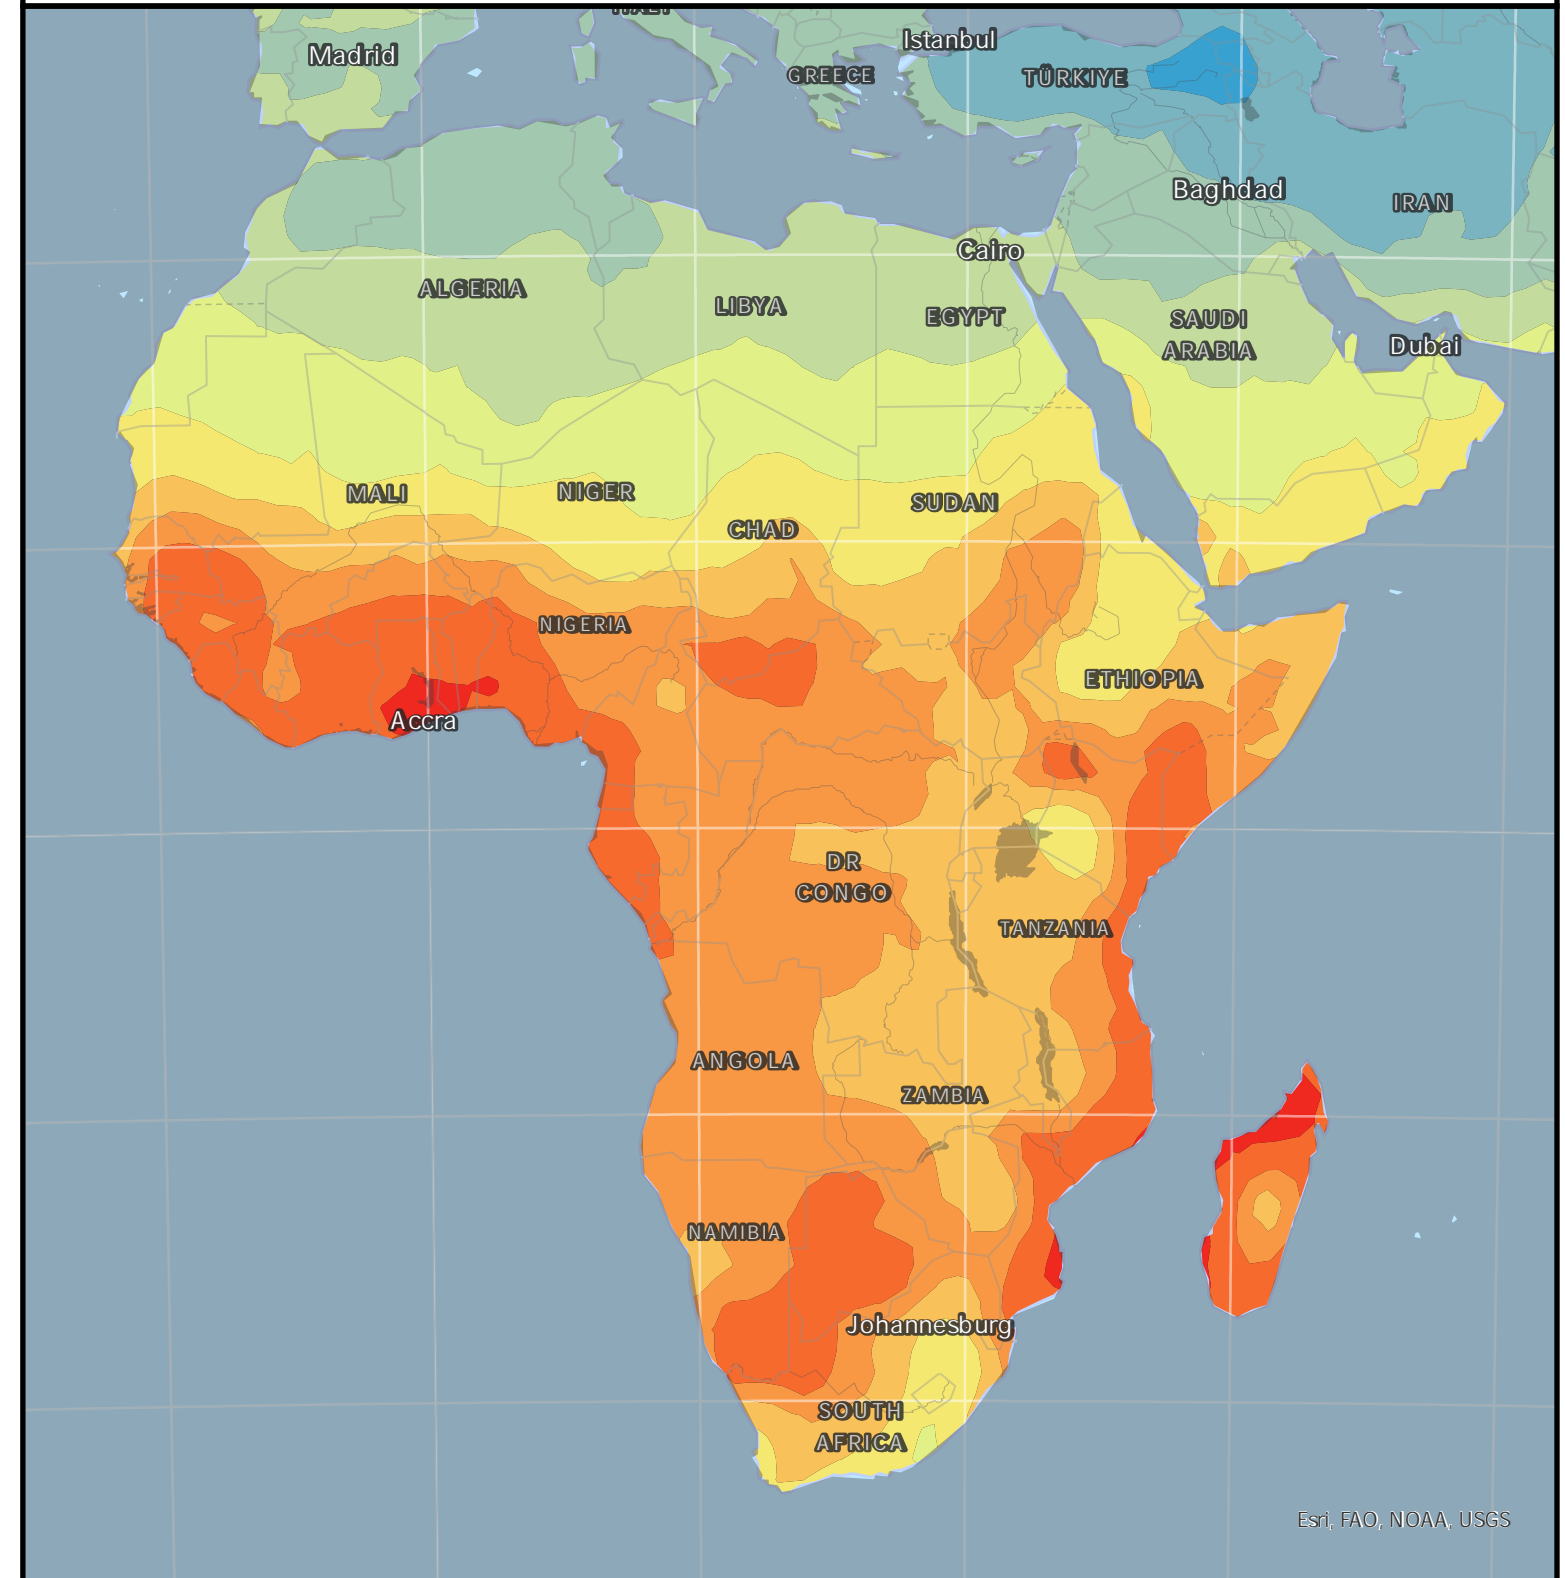 ITALY
Madrid
Istanbul
GREECE
TÜRKIYE
Baghdad
IRAN
Cairo
ALGERIA
LIBYA
EGYPT
SAUDI
ARABIA
Dubai
MALI
NIGER
CHAD
SUDAN
NIGERIA
ETHIOPIA
Accra
DR
CONGO
TANZANIA
ANGOLA
ZAMBIA
NAMIBIA
Johannesburg
SOUTH
AFRICA
Esri, FAO, NOAA, USGS